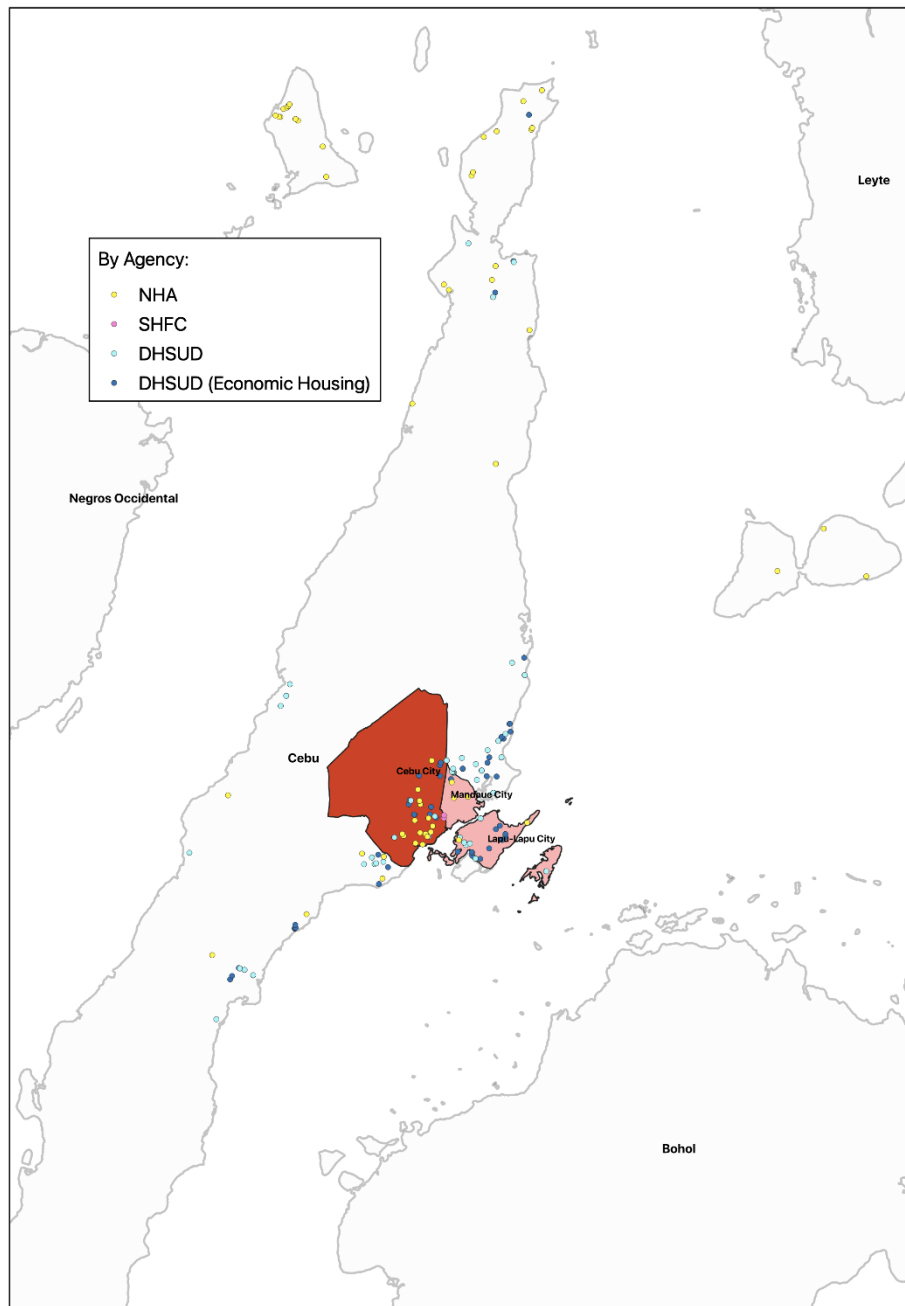 Leyte
By Agency:
NHA
SHFC
DHSUD
DHSUD (Economic Housing)
Negros Occidental
Cebu
Cebu City
Mandaue City
Lapu-Lapu City
Bohol